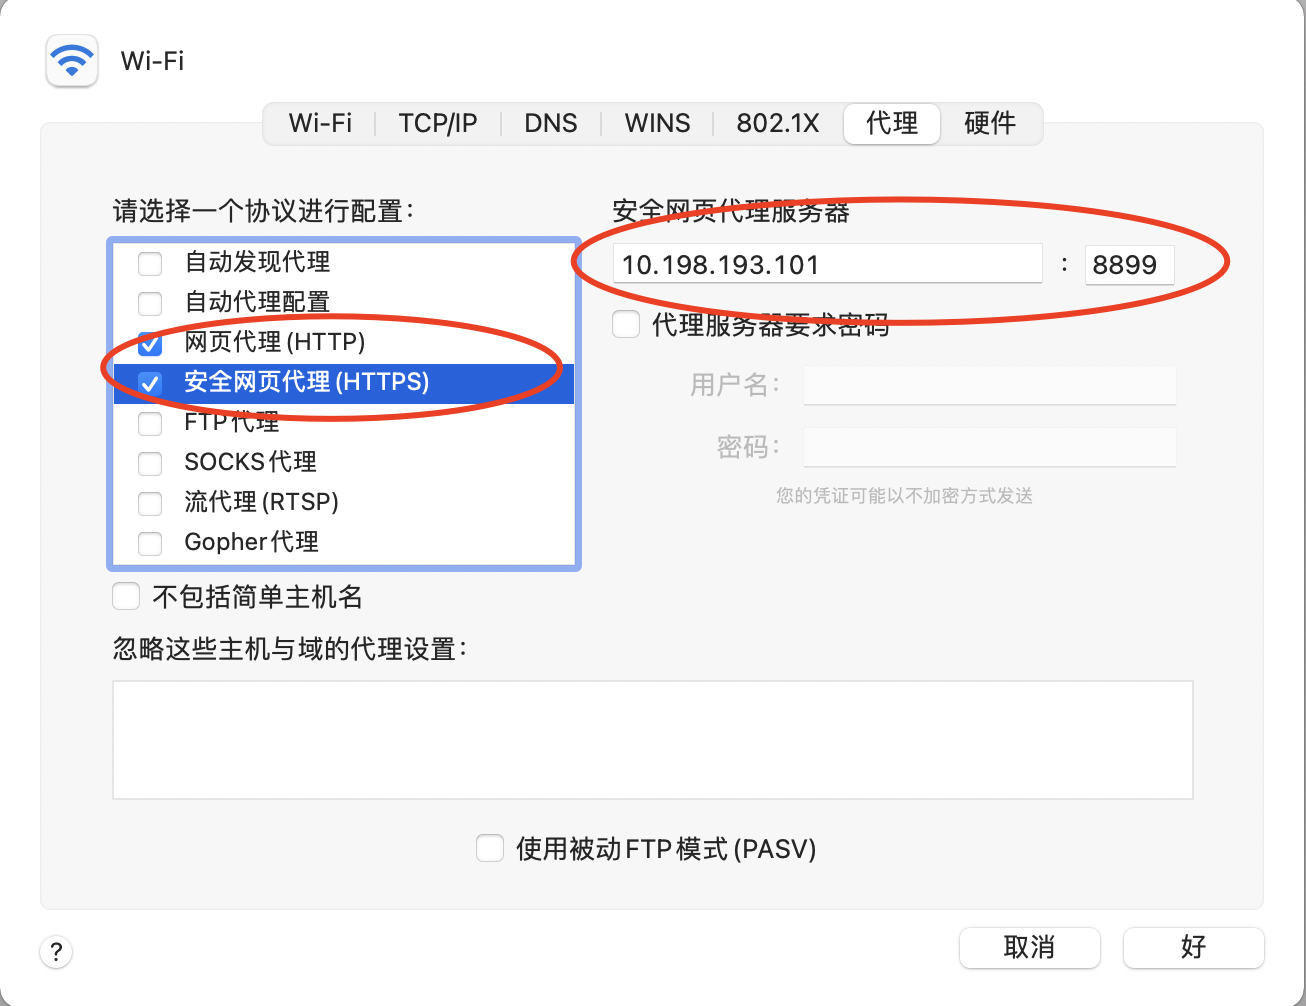 Wi-Fi
Wi-Fi TCP/IP DNS WINS 802.1X 代理 硬件
请选择一个协议进行配置：
自动发现代理
自动代理配置
网页代理(HTTP)
安全网页代理(HTTPS)
FTP代理
SOCKS代理
流代理(RTSP)
Gopher代理
安全网页代理服务器
10.198.193.101 : 8899
代理服务器要求密码
用户名：
密码：
您的凭证可能以不加密方式发送
不包括简单主机名
忽略这些主机与域的代理设置：
使用被动FTP模式(PASV)
? 取消 好